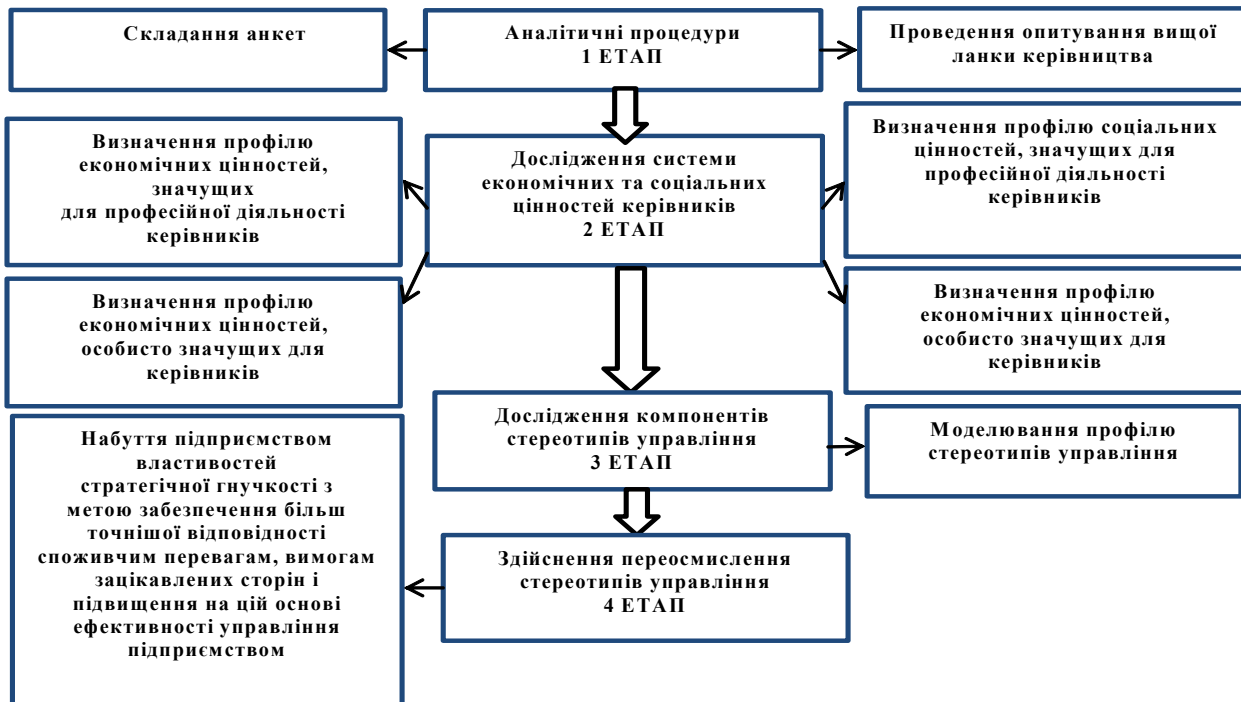 Складання анкет
Аналітичні процедури
1 ЕТАП
Проведення опитування вищої
ланки керівництва
Визначення профілю
економічних цінностей,
значущих
для професійної діяльності
керівників
Дослідження системи
економічних та соціальних
цінностей керівників
2 ЕТАП
Визначення профілю соціальних
цінностей, значущих для
професійної діяльності
керівників
Визначення профілю
економічних цінностей,
особисто значущих для
керівників
Визначення профілю
економічних цінностей,
особисто значущих для
керівників
Дослідження компонентів
стереотипів управління
3 ЕТАП
Моделювання профілю
стереотипів управління
Набуття підприємством
властивостей
стратегічної гнучкості з
метою забезпечення більш
точнішої відповідності
споживчим перевагам, вимогам
зацікавлених сторін і
підвищення на цій основі
ефективності управління
підприємством
Здійснення переосмислення
стереотипів управління
4 ЕТАП